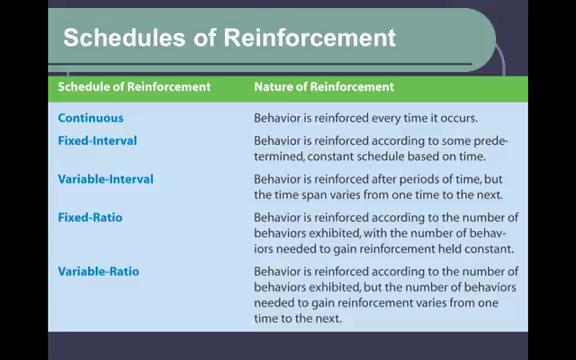 Schedules of Reinforcement
Schedule of Reinforcement Nature of Reinforcement
Continuous Behavior is reinforced every time it occurs.
Fixed-Interval Behavior is reinforced according to some prede-
termined, constant schedule based on time.
Variable-Interval Behavior is reinforced after periods of time, but
the time span varies from one time to the next.
Fixed-Ratio Behavior is reinforced according to the number of
behaviors exhibited, with the number of behav-
iors needed to gain reinforcement held constant.
Variable-Ratio Behavior is reinforced according to the number of
behaviors exhibited, but the number of behaviors
needed to gain reinforcement varies from one
time to the next.